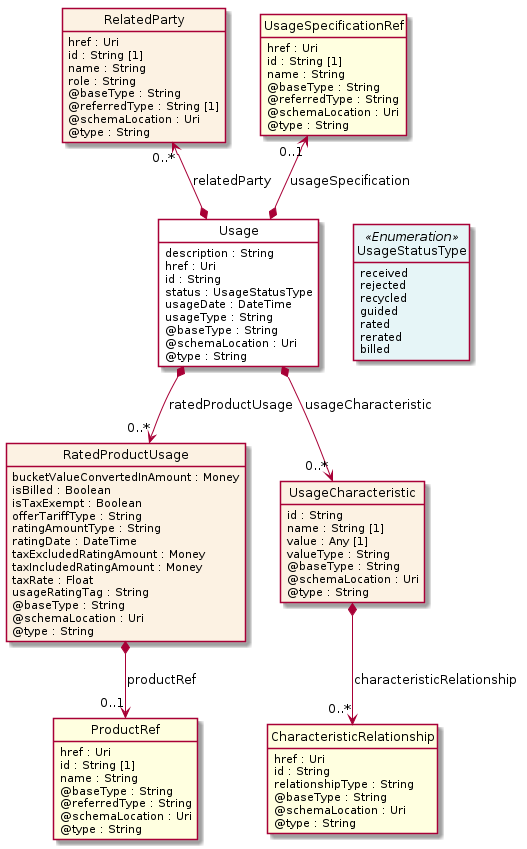 RelatedParty
href : Uri
id : String [1]
name : String
role : String
@baseType : String
@referredType : String [1]
@schemaLocation : Uri
@type : String
UsageSpecificationRef
href : Uri
id : String [1]
name : String
@baseType : String
@referredType : String
@schemaLocation : Uri
@type : String
0..*
0..1
relatedParty
usageSpecification
Usage
description : String
href : Uri
id : String
status : UsageStatusType
usageDate : DateTime
usageType : String
@baseType : String
@schemaLocation : Uri
@type : String
«Enumeration»
UsageStatusType
received
rejected
recycled
guided
rated
rerated
billed
ratedProductUsage
usageCharacteristic
0..*
0..*
RatedProductUsage
bucketValueConvertedInAmount : Money
isBilled : Boolean
isTaxExempt : Boolean
offerTariffType : String
ratingAmountType : String
ratingDate : DateTime
taxExcludedRatingAmount : Money
taxIncludedRatingAmount : Money
taxRate : Float
usageRatingTag : String
@baseType : String
@schemaLocation : Uri
@type : String
UsageCharacteristic
id : String
name : String [1]
value : Any [1]
valueType : String
@baseType : String
@schemaLocation : Uri
@type : String
productRef
characteristicRelationship
0..1
0..*
ProductRef
href : Uri
id : String [1]
name : String
@baseType : String
@referredType : String
@schemaLocation : Uri
@type : String
CharacteristicRelationship
href : Uri
id : String
relationshipType : String
@baseType : String
@schemaLocation : Uri
@type : String